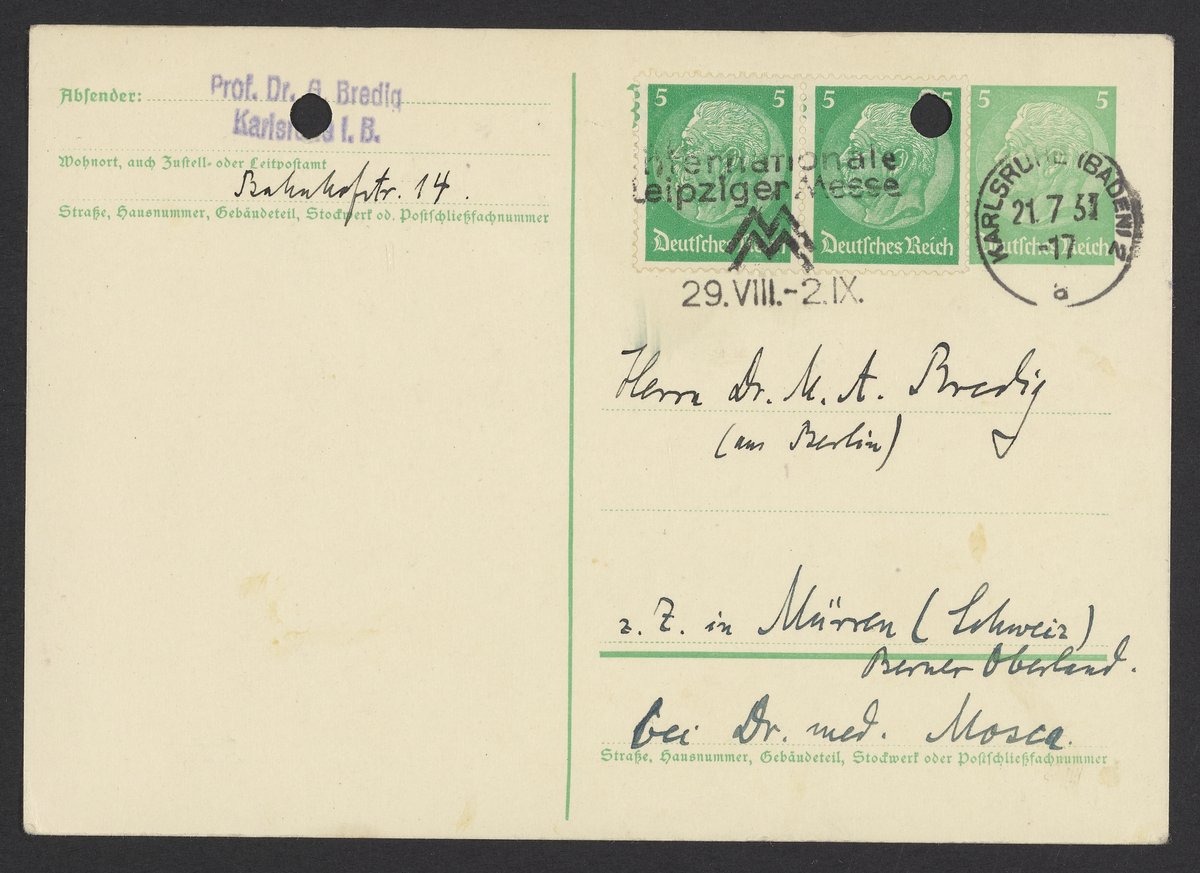 Absender: Prof. Dr. G. Bredig
Karlsruhe i. B.
Wohnort, auch Zustell- oder Leitpostamt
Bahnhofstr. 14.
Straße, Hausnummer, Gebäudeteil, Stockwerk od. Postschließfachnummer
5 5 5 5 5 5
Internationale
Leipziger Messe
Deutsches Reich Deutsches Reich Deutsches Reich
29.VIII.-2.IX.
KARLSRUHE (BADEN) 2
21.7.37
-17
a
Herrn Dr. M. A. Bredig
(aus Berlin)
z. Z. in Mürren (Schweiz)
Berner Oberland.
bei Dr. med. Mosca.
Straße, Hausnummer, Gebäudeteil, Stockwerk oder Postschließfachnummer